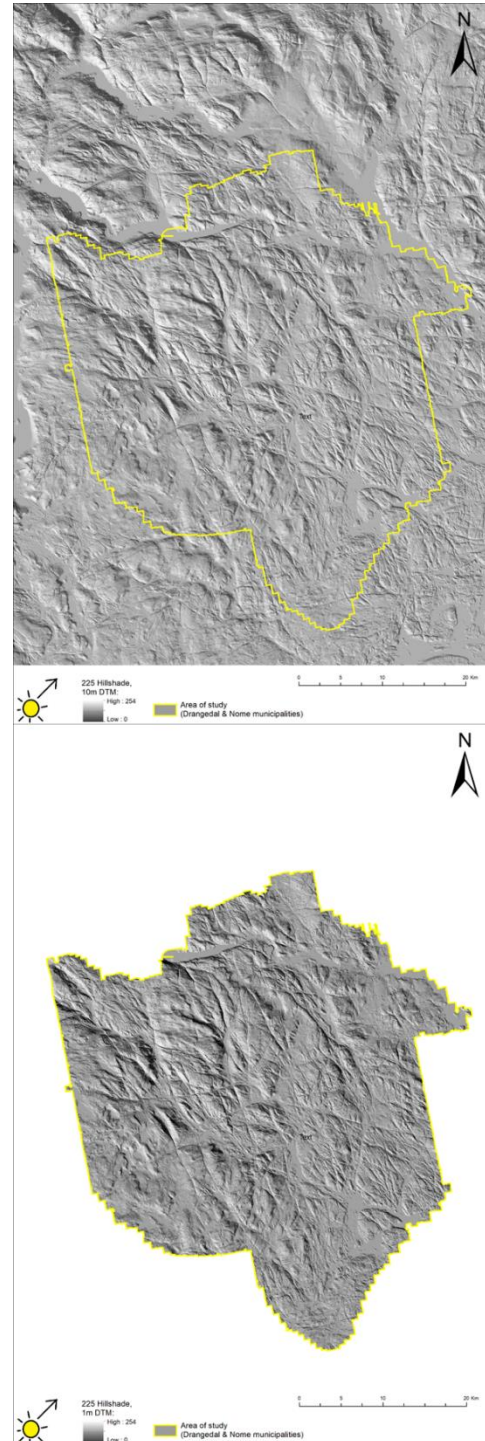 N
Text
225 Hillshade,
10m DTM:
High : 254
Low : 0
Area of study
(Drangedal & Nome municipalities)
0 5 10 20 Km
N
Text
225 Hillshade,
1m DTM:
High : 254
Low : 0
Area of study
(Drangedal & Nome municipalities)
0 5 10 20 Km